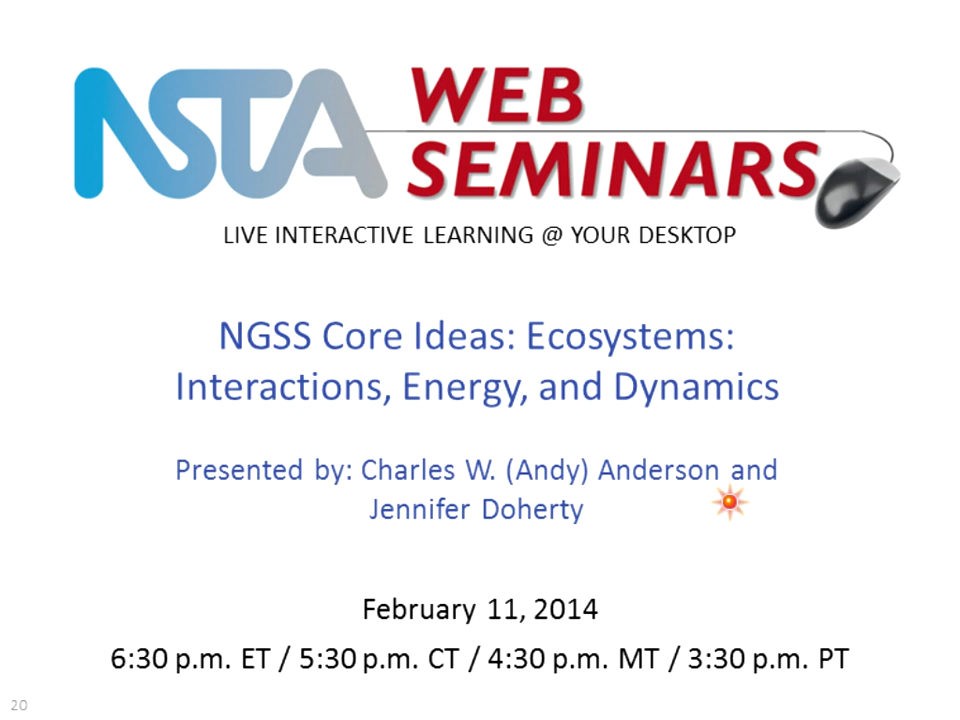 NSTA WEB
SEMINARS
LIVE INTERACTIVE LEARNING @ YOUR DESKTOP
NGSS Core Ideas: Ecosystems:
Interactions, Energy, and Dynamics
Presented by: Charles W. (Andy) Anderson and
Jennifer Doherty
February 11, 2014
6:30 p.m. ET / 5:30 p.m. CT / 4:30 p.m. MT / 3:30 p.m. PT
20